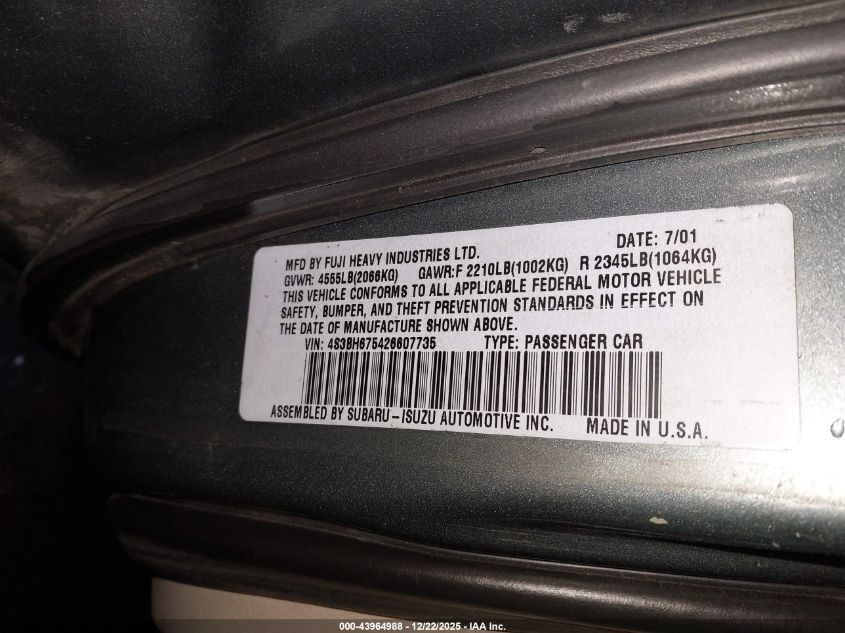 DATE: 7/01
MFD BY FUJI HEAVY INDUSTRIES LTD.
GVWR: 4555LB(2066KG) GAWR:F 2210LB(1002KG) R 2345LB(1064KG)
THIS VEHICLE CONFORMS TO ALL APPLICABLE FEDERAL MOTOR VEHICLE
SAFETY, BUMPER, AND THEFT PREVENTION STANDARDS IN EFFECT ON
THE DATE OF MANUFACTURE SHOWN ABOVE.
VIN: 4S3BH675426607735 TYPE: PASSENGER CAR
ASSEMBLED BY SUBARU-ISUZU AUTOMOTIVE INC. MADE IN U.S.A.
000-43964988 - 12/22/2025 - IAA Inc.